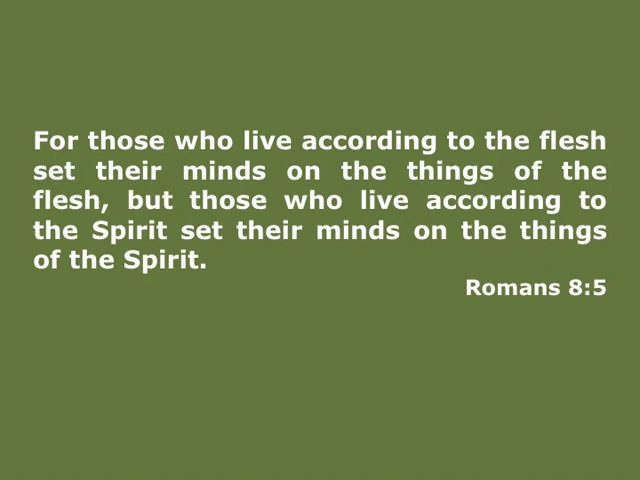 For those who live according to the flesh
set their minds on the things of the
flesh, but those who live according to
the Spirit set their minds on the things
of the Spirit.
Romans 8:5